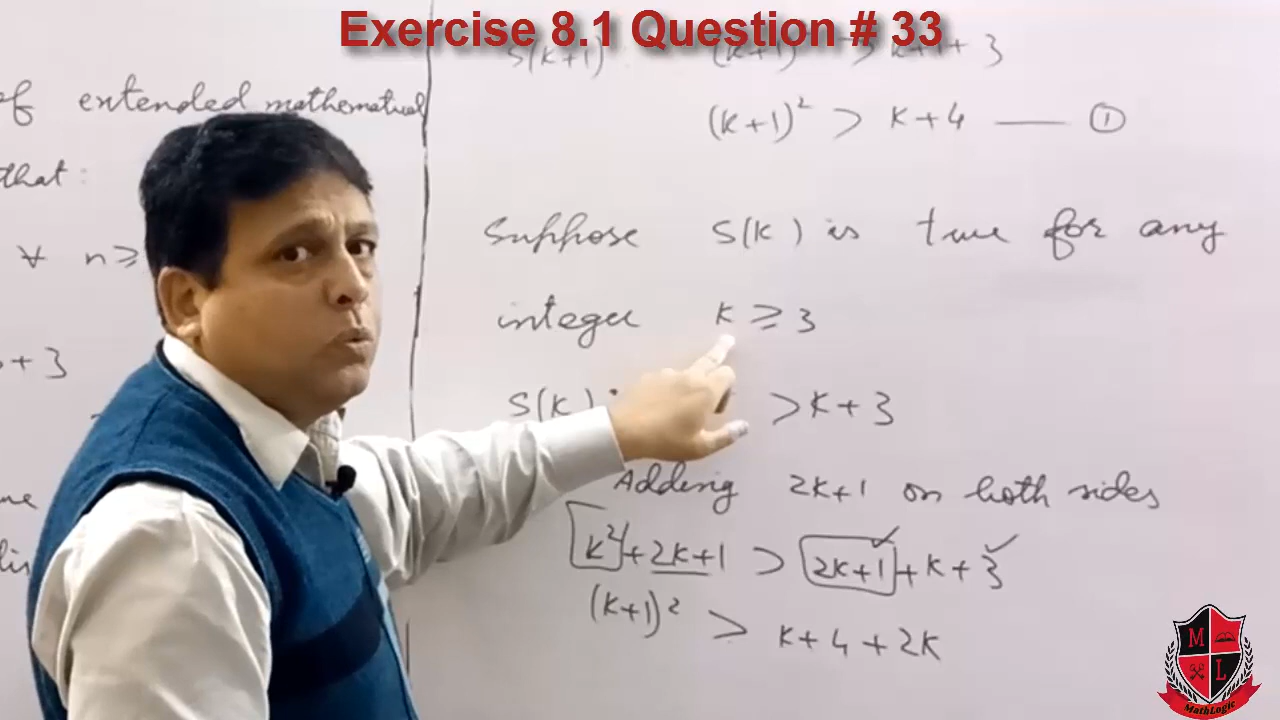 Exercise 8.1 Question # 33
of extended mathematical
that:
∀ n ≥
+ 3
S(k+1)
(k+1)² > k+4 —— ①
Suppose S(k) is true for any
integer k ≥ 3
S(k): > k+3
Adding 2k+1 on both sides
k²+2k+1 > 2k+1+k+3
(k+1)² > k+4+2k
M L
MathLogic